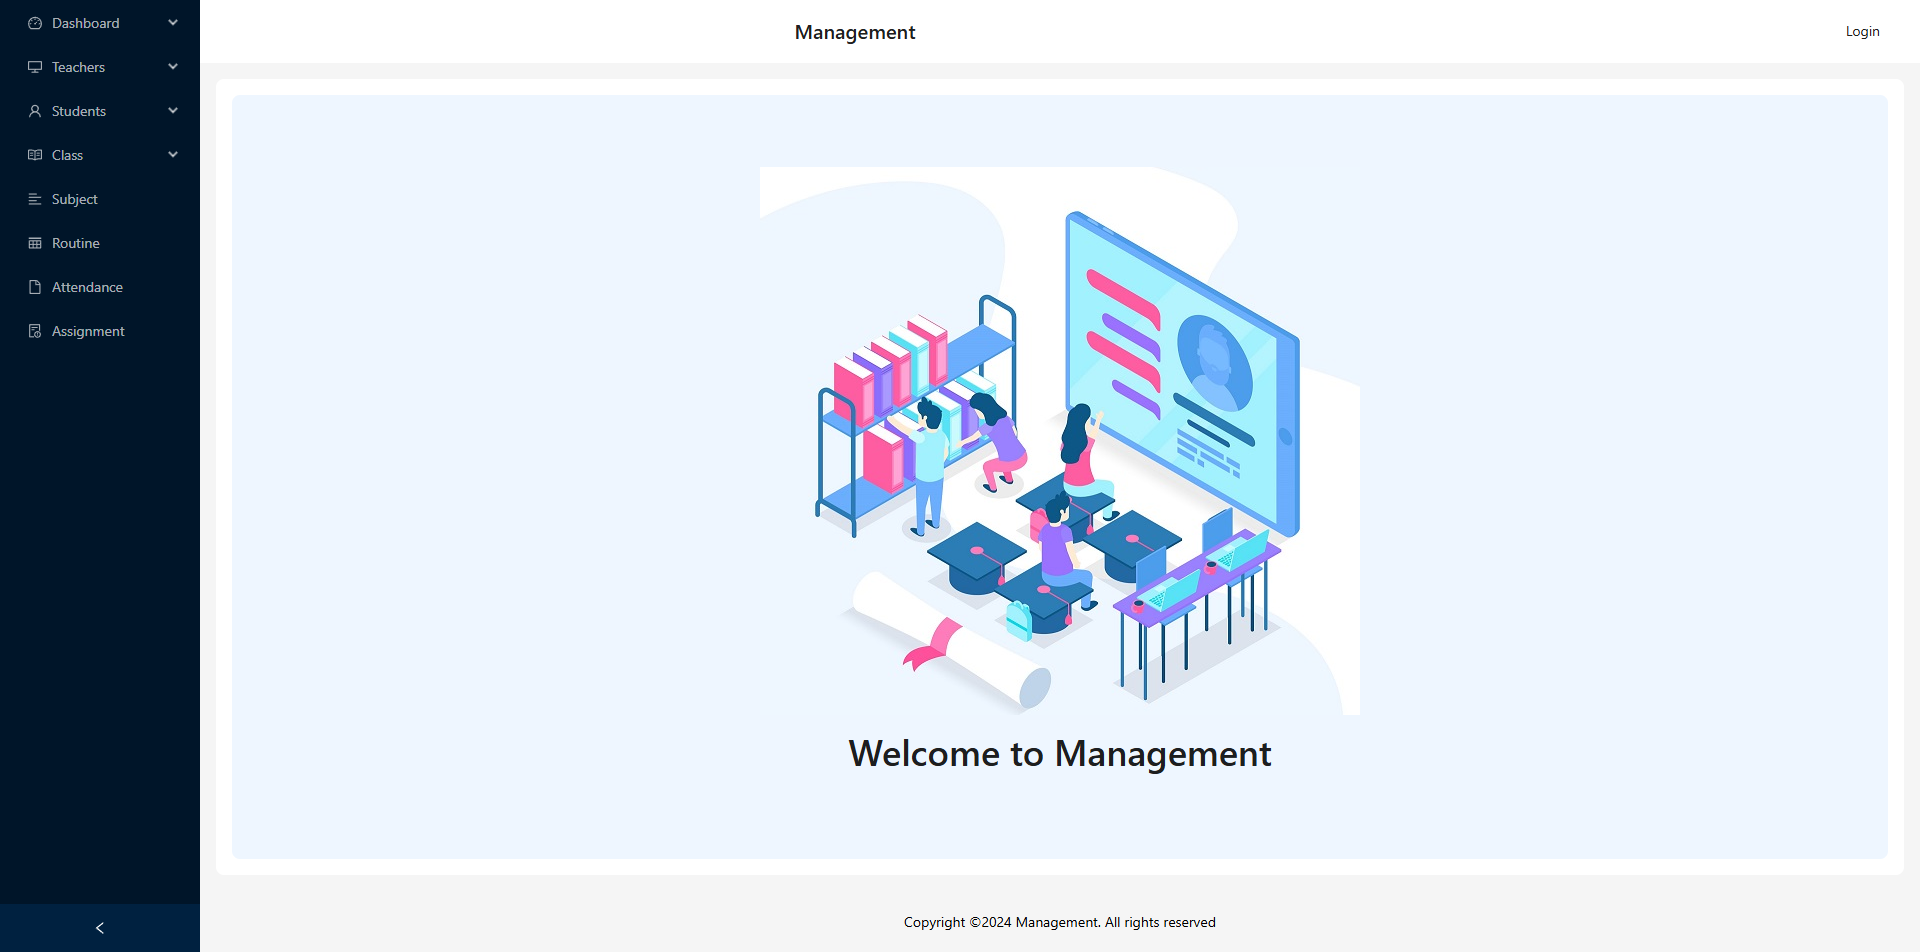 Dashboard
Teachers
Students
Class
Subject
Routine
Attendance
Assignment
Management
Login
Welcome to Management
Copyright ©2024 Management. All rights reserved